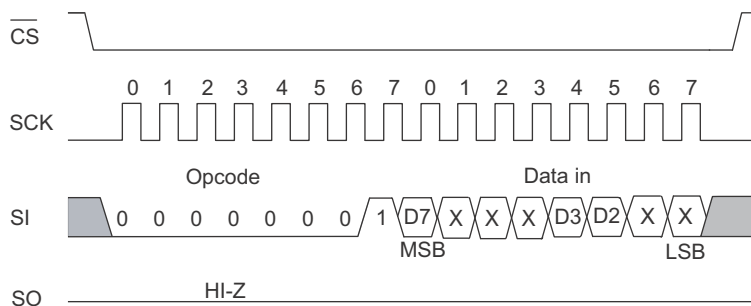 CS
0 1 2 3 4 5 6 7 0 1 2 3 4 5 6 7
SCK
Opcode Data in
SI 0 0 0 0 0 0 0 1 D7 X X X D3 D2 X X
MSB LSB
HI-Z
SO